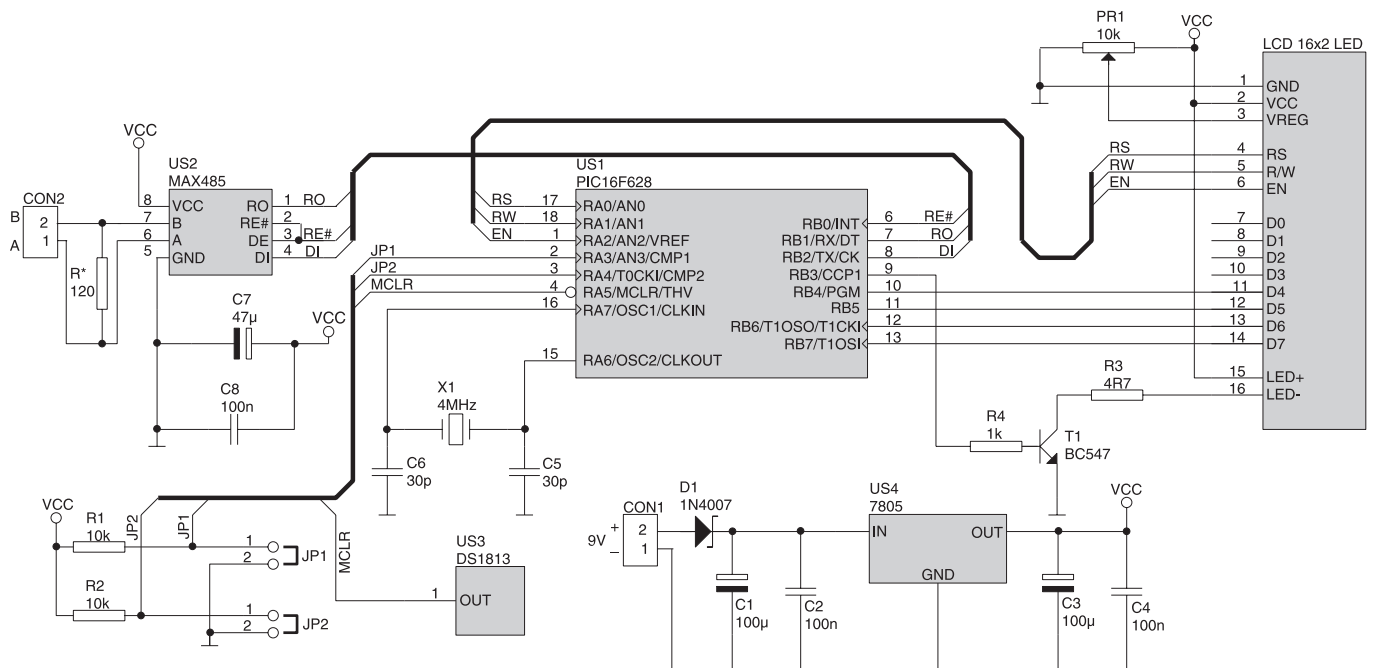 PR1
10k
VCC
LCD 16x2 LED
1 GND
2 VCC
3 VREG
RS 4 RS
RW 5 R/W
EN 6 EN
7 D0
8 D1
9 D2
10 D3
11 D4
12 D5
13 D6
14 D7
15 LED+
16 LED-
VCC
US2
MAX485
CON2
B 2
A 1
8 VCC RO 1 RO
7 B RE# 2
6 A DE 3 RE#
5 GND DI 4 DI
R*
120
C7
47µ
VCC
C8
100n
US1
PIC16F628
RS 17 RA0/AN0
RW 18 RA1/AN1
EN 1 RA2/AN2/VREF
JP1 2 RA3/AN3/CMP1
JP2 3 RA4/T0CKI/CMP2
MCLR 4 RA5/MCLR/THV
16 RA7/OSC1/CLKIN
15 RA6/OSC2/CLKOUT
RB0/INT 6 RE#
RB1/RX/DT 7 RO
RB2/TX/CK 8 DI
RB3/CCP1 9
RB4/PGM 10
RB5 11
RB6/T1OSO/T1CKI 12
RB7/T1OSI 13
X1
4MHz
C6
30p
C5
30p
R3
4R7
R4
1k
T1
BC547
VCC
R1
10k
R2
10k
JP2
JP1
MCLR
1
2
JP1
1
2
JP2
US3
DS1813
1 OUT
CON1
9V + 2
– 1
D1
1N4007
US4
7805
IN OUT
GND
VCC
C1
100µ
C2
100n
C3
100µ
C4
100n